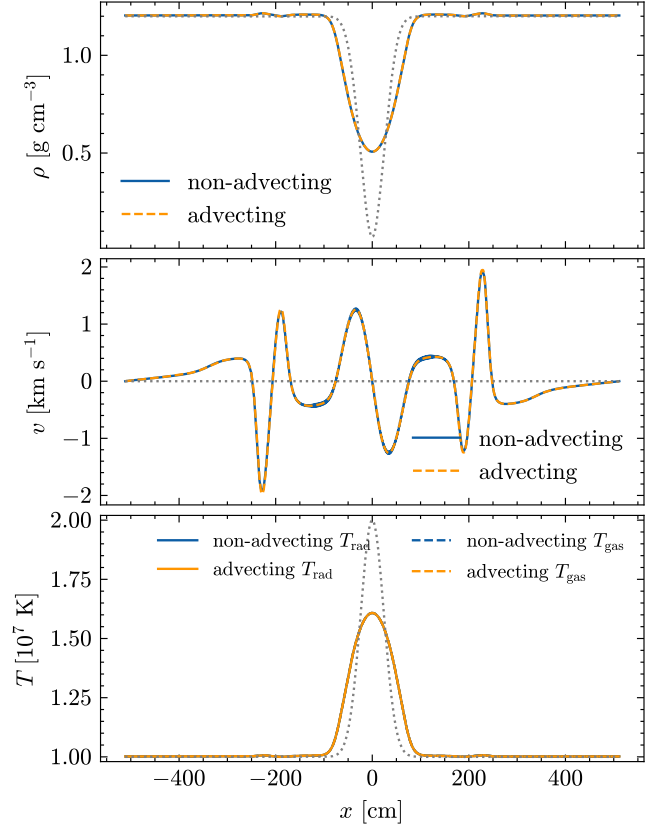 1.0
0.5
ρ [g cm⁻³]
non-advecting
advecting
2
1
0
−1
−2
v [km s⁻¹]
non-advecting
advecting
2.00
1.75
1.50
1.25
1.00
T [10⁷ K]
non-advecting T_rad
advecting T_rad
non-advecting T_gas
advecting T_gas
−400 −200 0 200 400
x [cm]